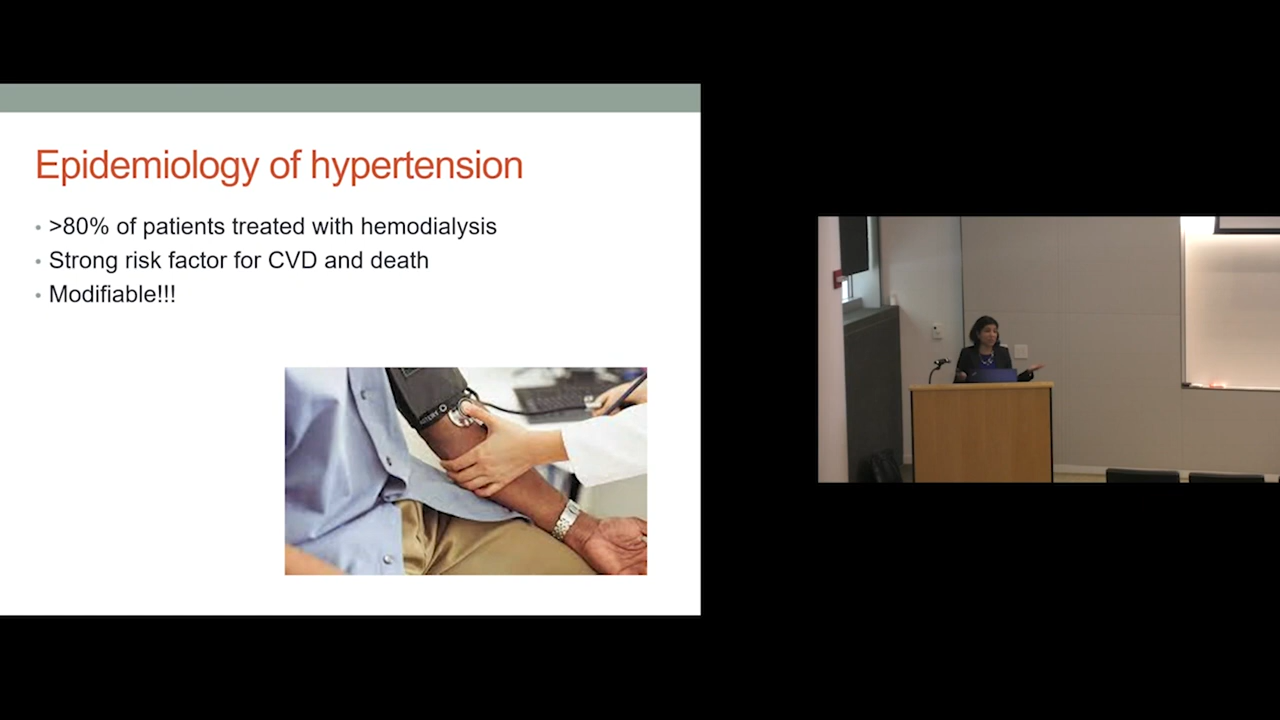 Epidemiology of hypertension
• >80% of patients treated with hemodialysis
• Strong risk factor for CVD and death
• Modifiable!!!